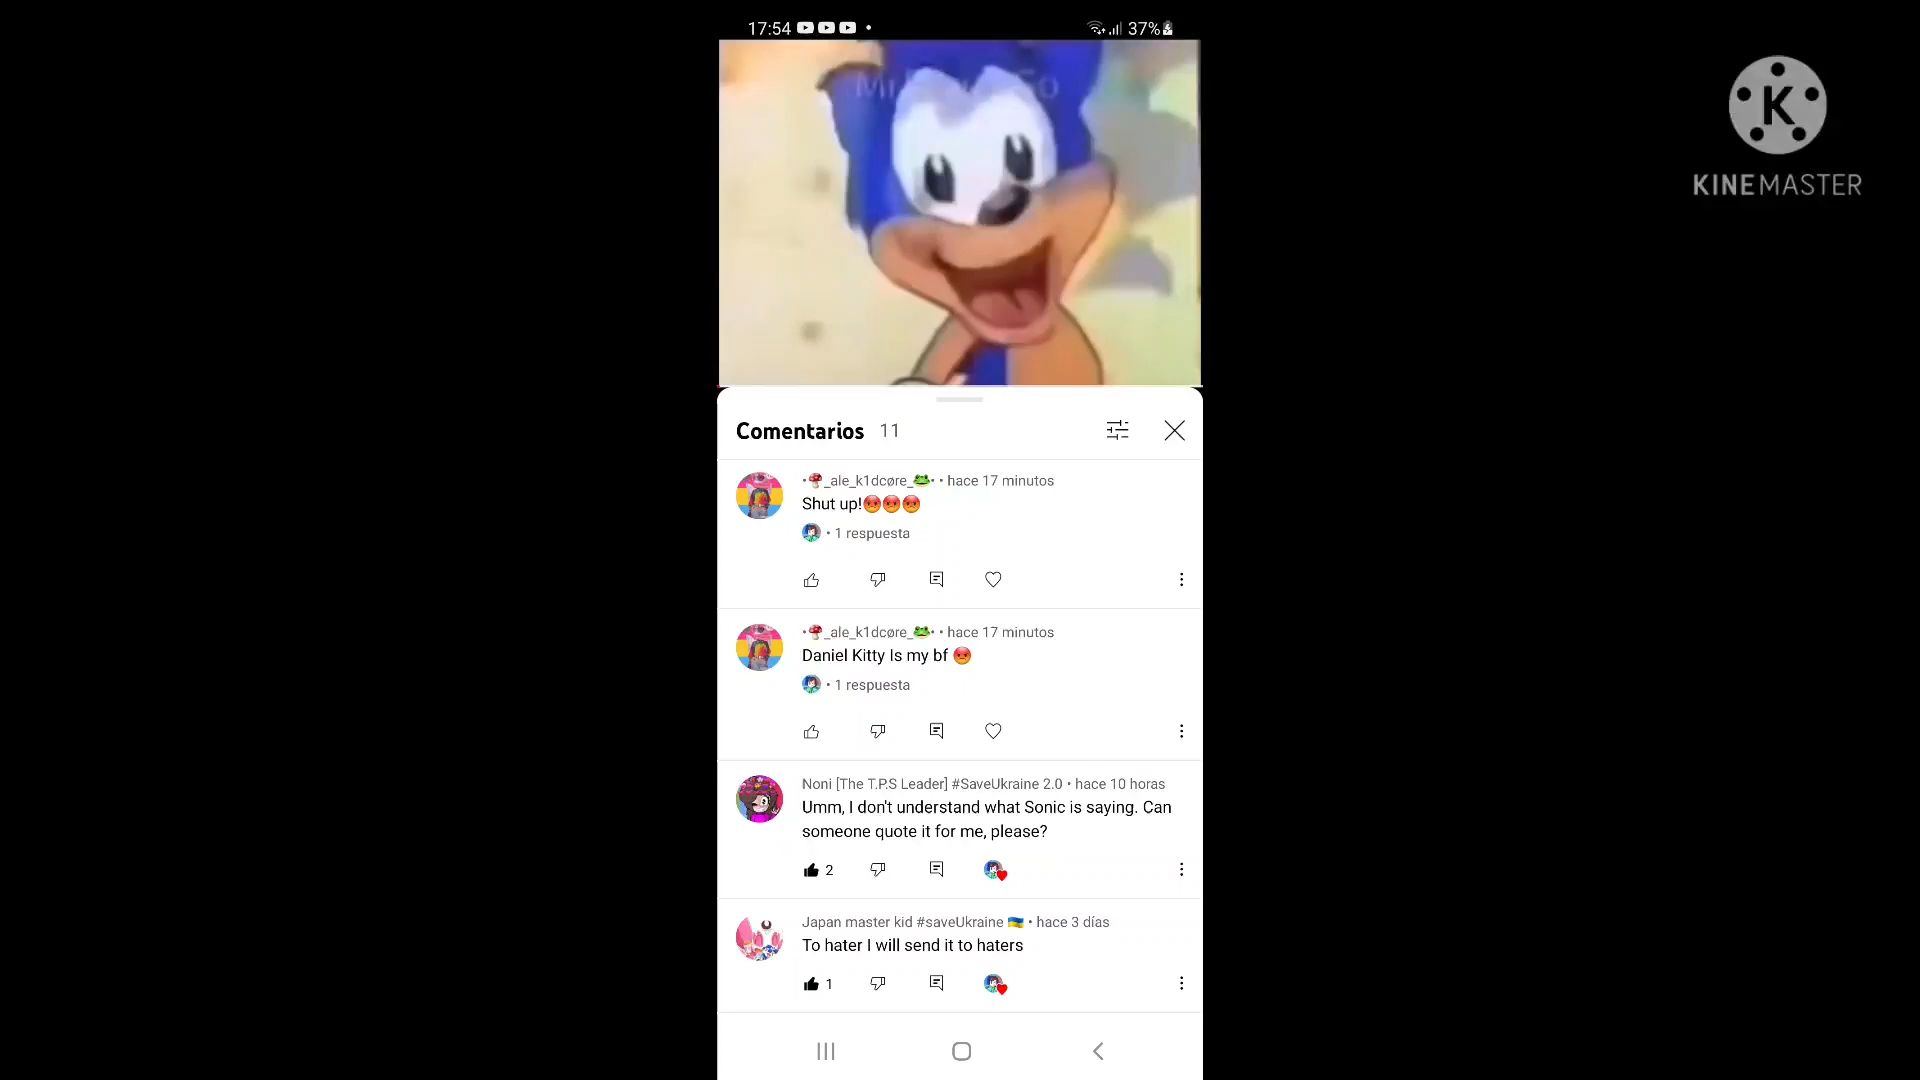 17:54
37%
K
KINEMASTER
Comentarios 11
•🍄_ale_k1dcøre_🐸• • hace 17 minutos
Shut up!😡😡😡
• 1 respuesta
•🍄_ale_k1dcøre_🐸• • hace 17 minutos
Daniel Kitty Is my bf 😡
• 1 respuesta
Noni [The T.P.S Leader] #SaveUkraine 2.0 • hace 10 horas
Umm, I don't understand what Sonic is saying. Can
someone quote it for me, please?
2
Japan master kid #saveUkraine 🇺🇦 • hace 3 días
To hater I will send it to haters
1